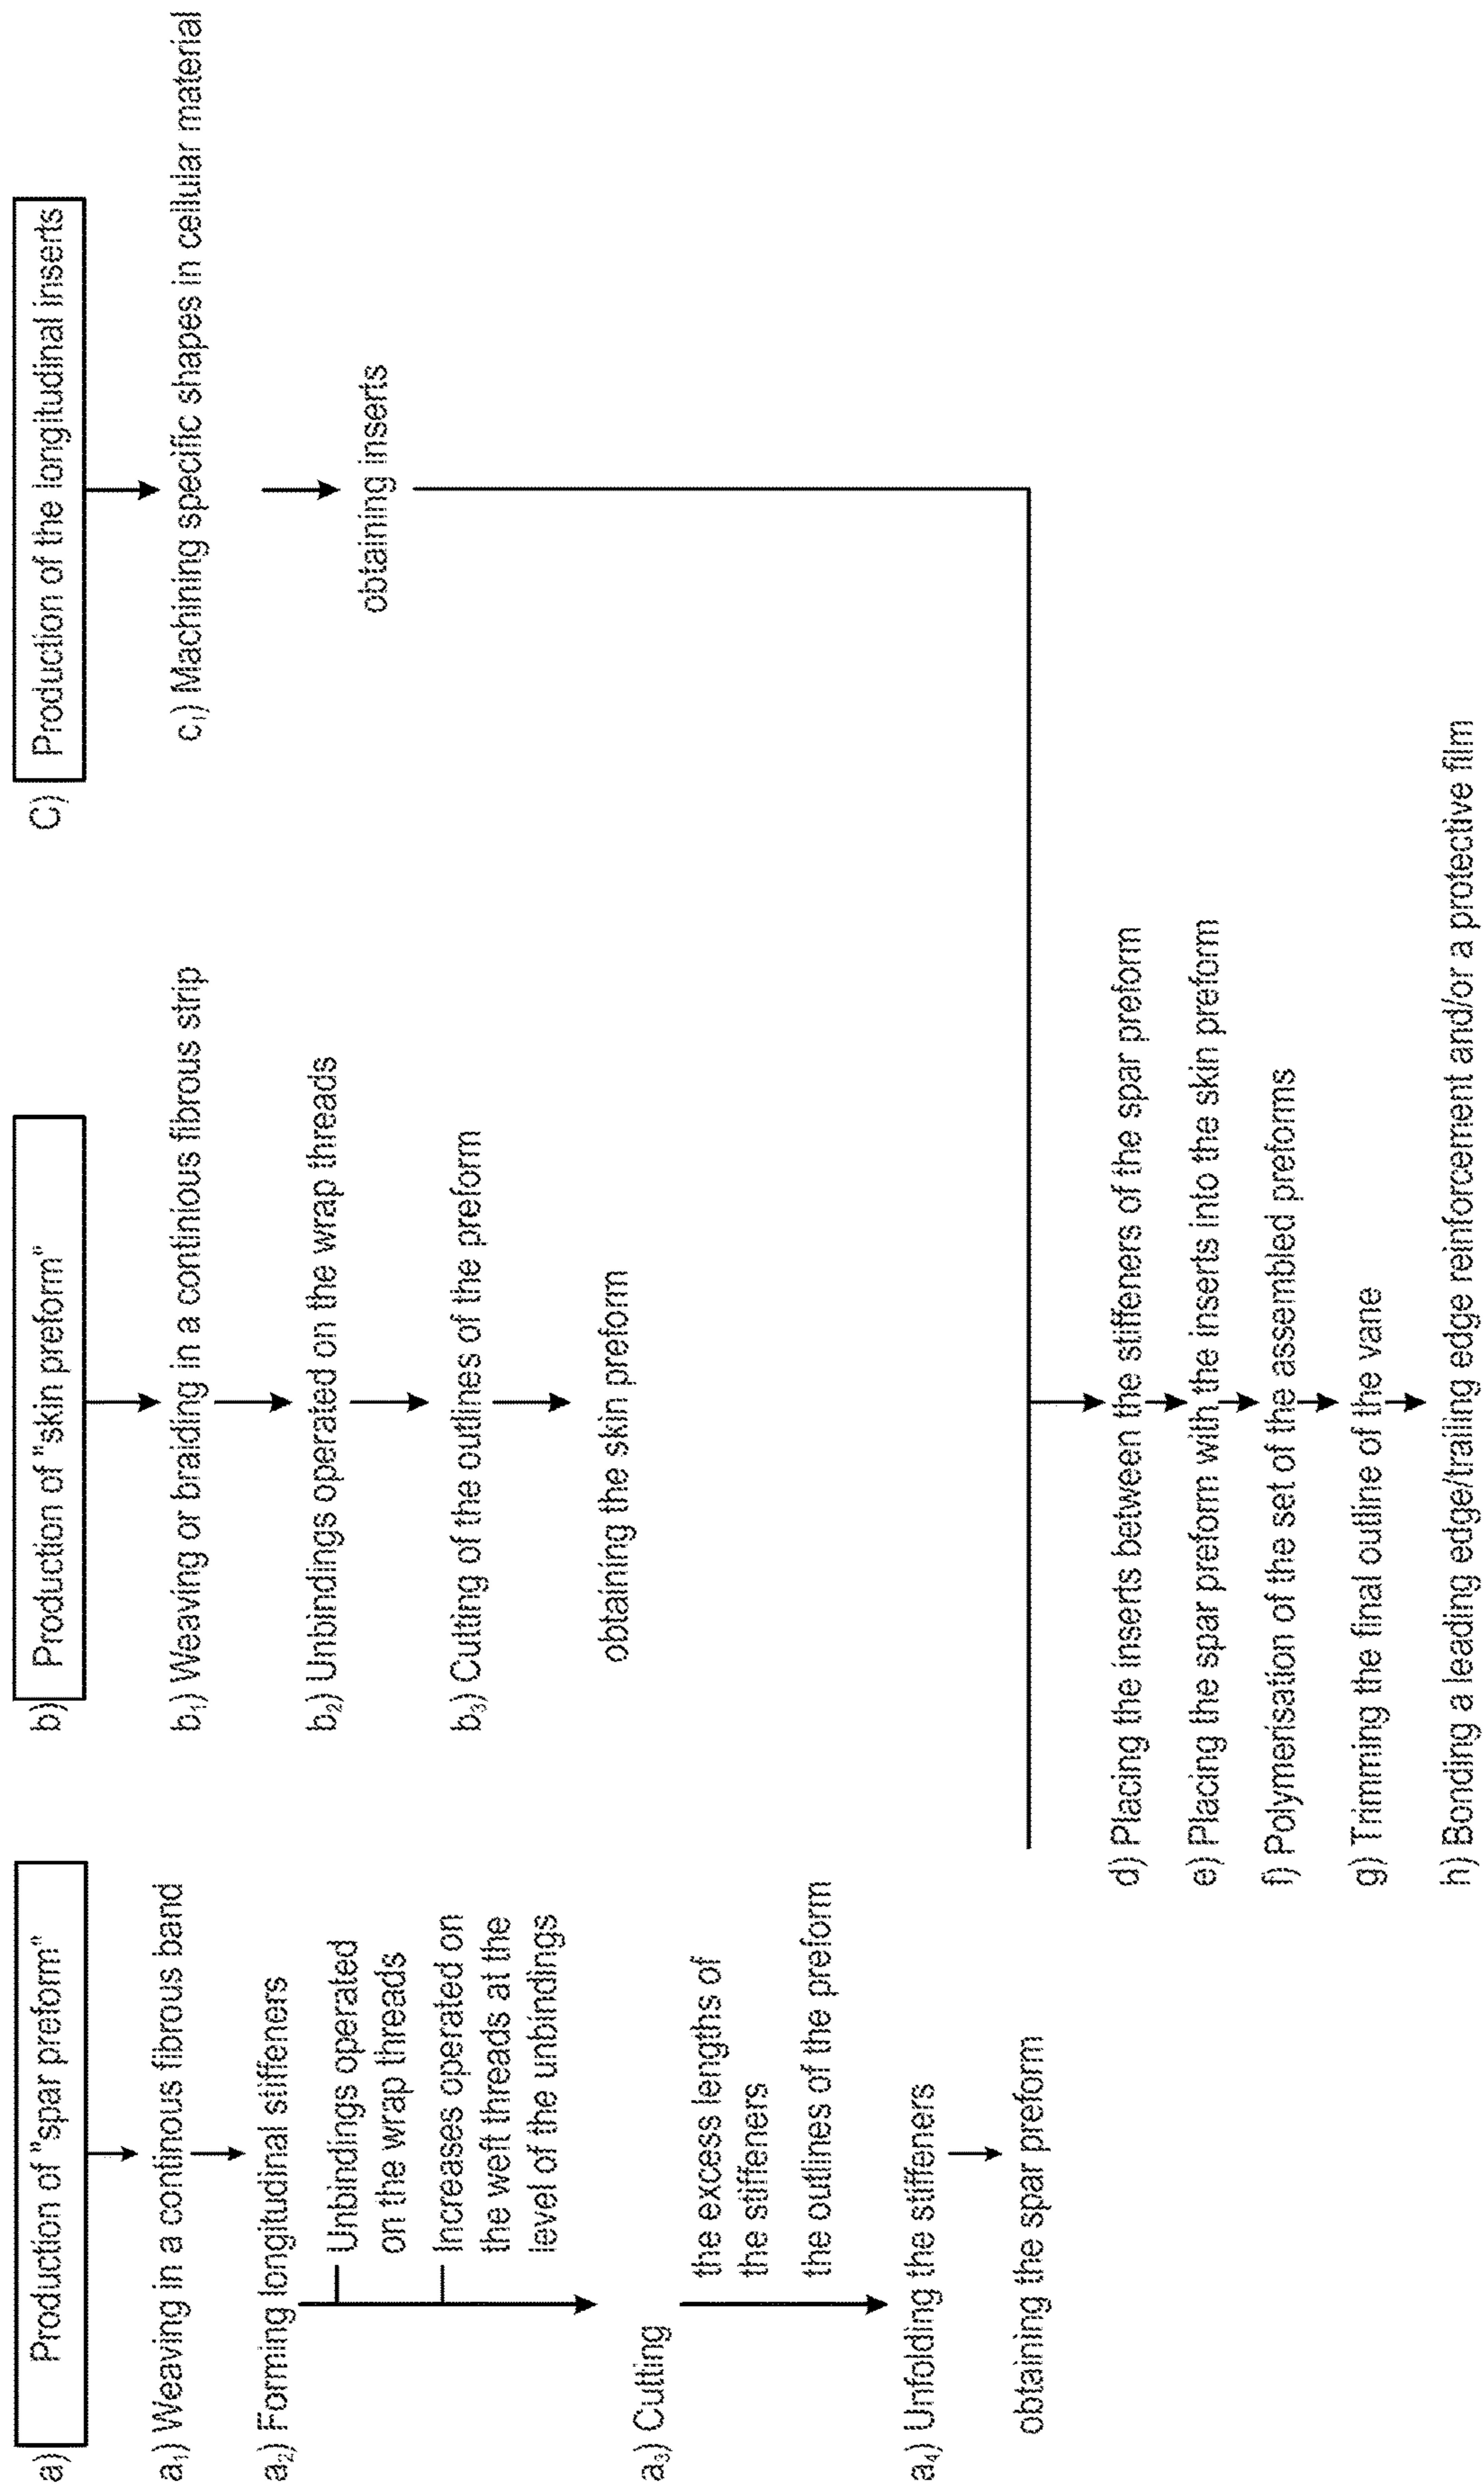 a) Production of "spar preform"
a₁) Weaving in a continous fibrous band
a₂) Forming longitudinal stiffeners
Unbindings operated
on the wrap threads
Increases operated on
the weft threads at the
level of the unbindings
a₃) Cutting
the excess lengths of
the stiffeners
the outlines of the preform
a₄) Unfolding the stiffeners
obtaining the spar preform
b) Production of "skin preform"
b₁) Weaving or braiding in a continious fibrous strip
b₂) Unbindings operated on the wrap threads
b₃) Cutting of the outlines of the preform
obtaining the skin preform
C) Production of the longitudinal inserts
c₁) Machining specific shapes in cellular material
obtaining inserts
d) Placing the inserts between the stiffeners of the spar preform
e) Placing the spar preform with the inserts into the skin preform
f) Polymerisation of the set of the assembled preforms
g) Trimming the final outline of the vane
h) Bonding a leading edge/trailing edge reinforcement and/or a protective film